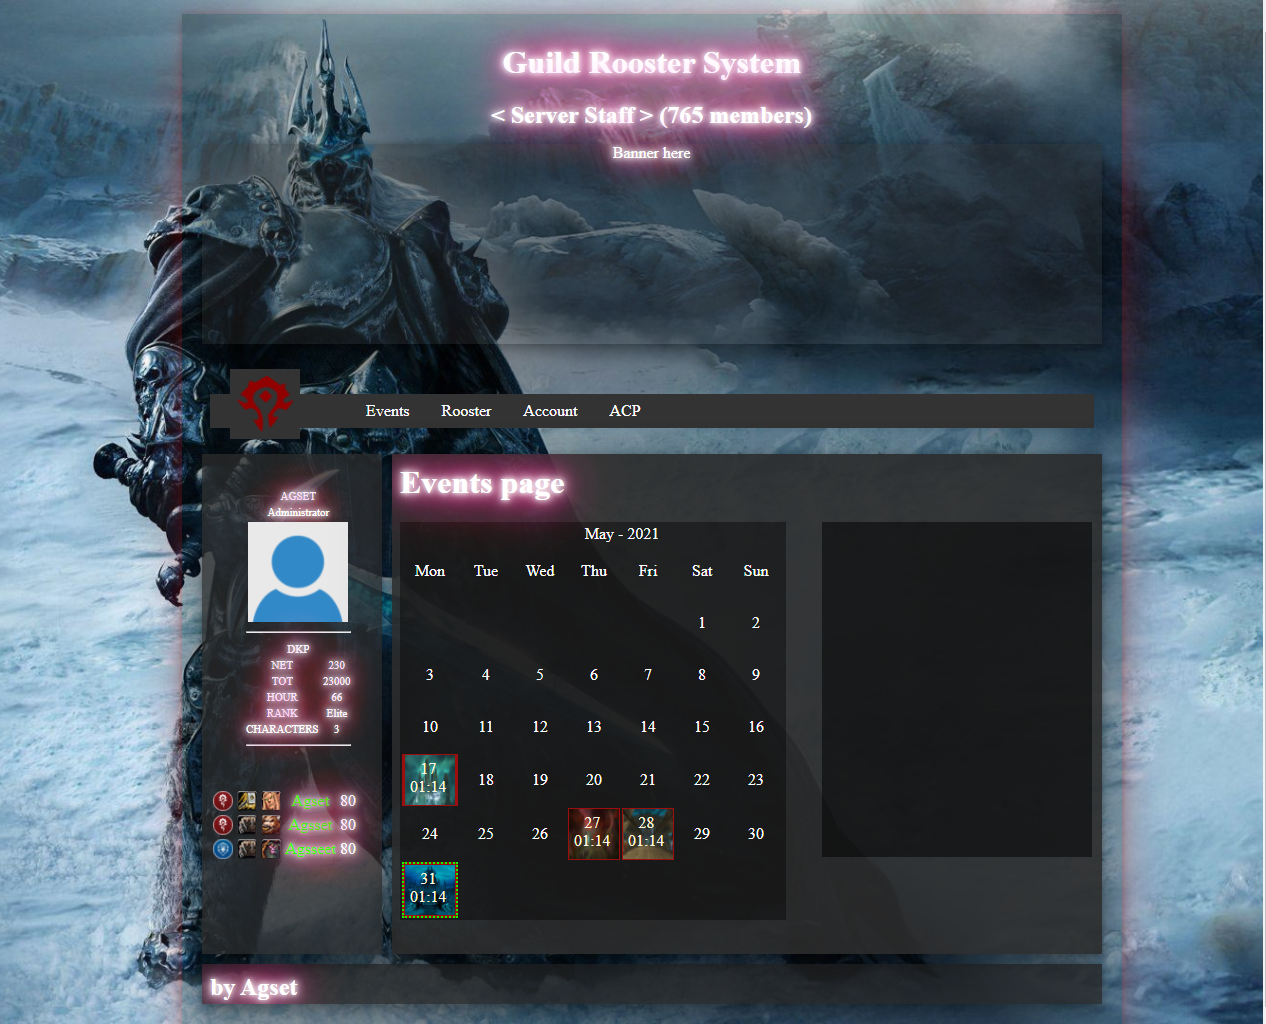 Guild Rooster System
< Server Staff > (765 members)
Banner here
Events Rooster Account ACP
AGSET
Administrator
DKP
NET 230
TOT 23000
HOUR 66
RANK Elite
CHARACTERS 3
Agset 80
Ageset 80
80
Events page
May - 2021
Mon Tue Wed Thu Fri Sat Sun
1 2
3 4 5 6 7 8 9
10 11 12 13 14 15 16
17 18 19 20 21 22 23
01:14
24 25 26 27 28 29 30
01:14 01:14
31
01:14
by Agset